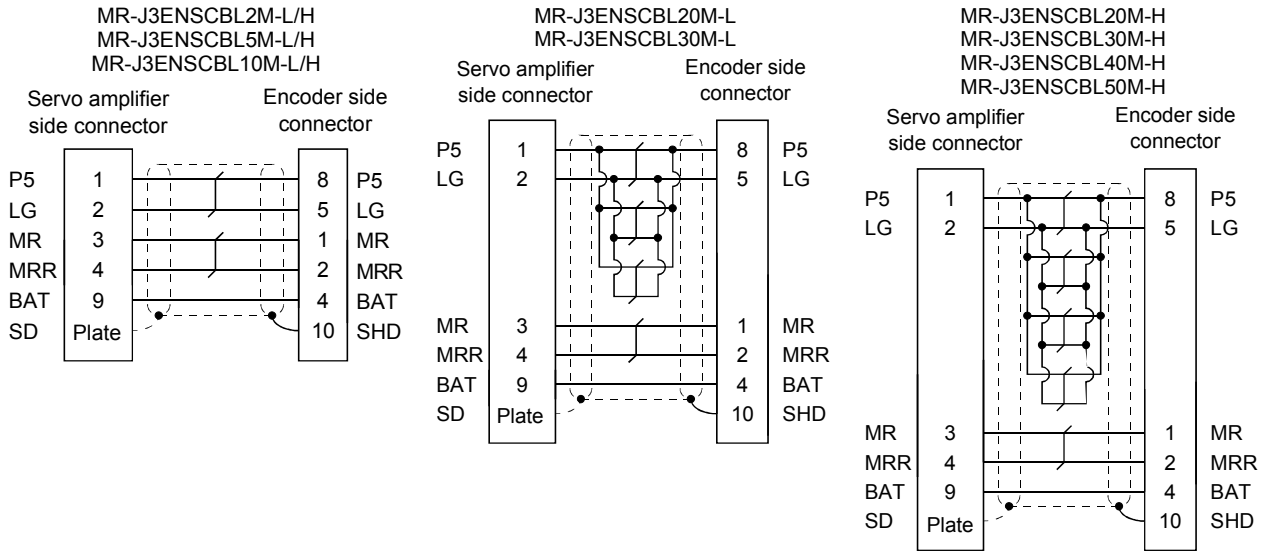 MR-J3ENSCBL2M-L/H
MR-J3ENSCBL5M-L/H
MR-J3ENSCBL10M-L/H
Servo amplifier
side connector
Encoder side
connector
P5 1 8 P5
LG 2 5 LG
MR 3 1 MR
MRR 4 2 MRR
BAT 9 4 BAT
SD Plate 10 SHD
MR-J3ENSCBL20M-L
MR-J3ENSCBL30M-L
Servo amplifier
side connector
Encoder side
connector
P5 1 8 P5
LG 2 5 LG
MR 3 1 MR
MRR 4 2 MRR
BAT 9 4 BAT
SD Plate 10 SHD
MR-J3ENSCBL20M-H
MR-J3ENSCBL30M-H
MR-J3ENSCBL40M-H
MR-J3ENSCBL50M-H
Servo amplifier
side connector
Encoder side
connector
P5 1 8 P5
LG 2 5 LG
MR 3 1 MR
MRR 4 2 MRR
BAT 9 4 BAT
SD Plate 10 SHD